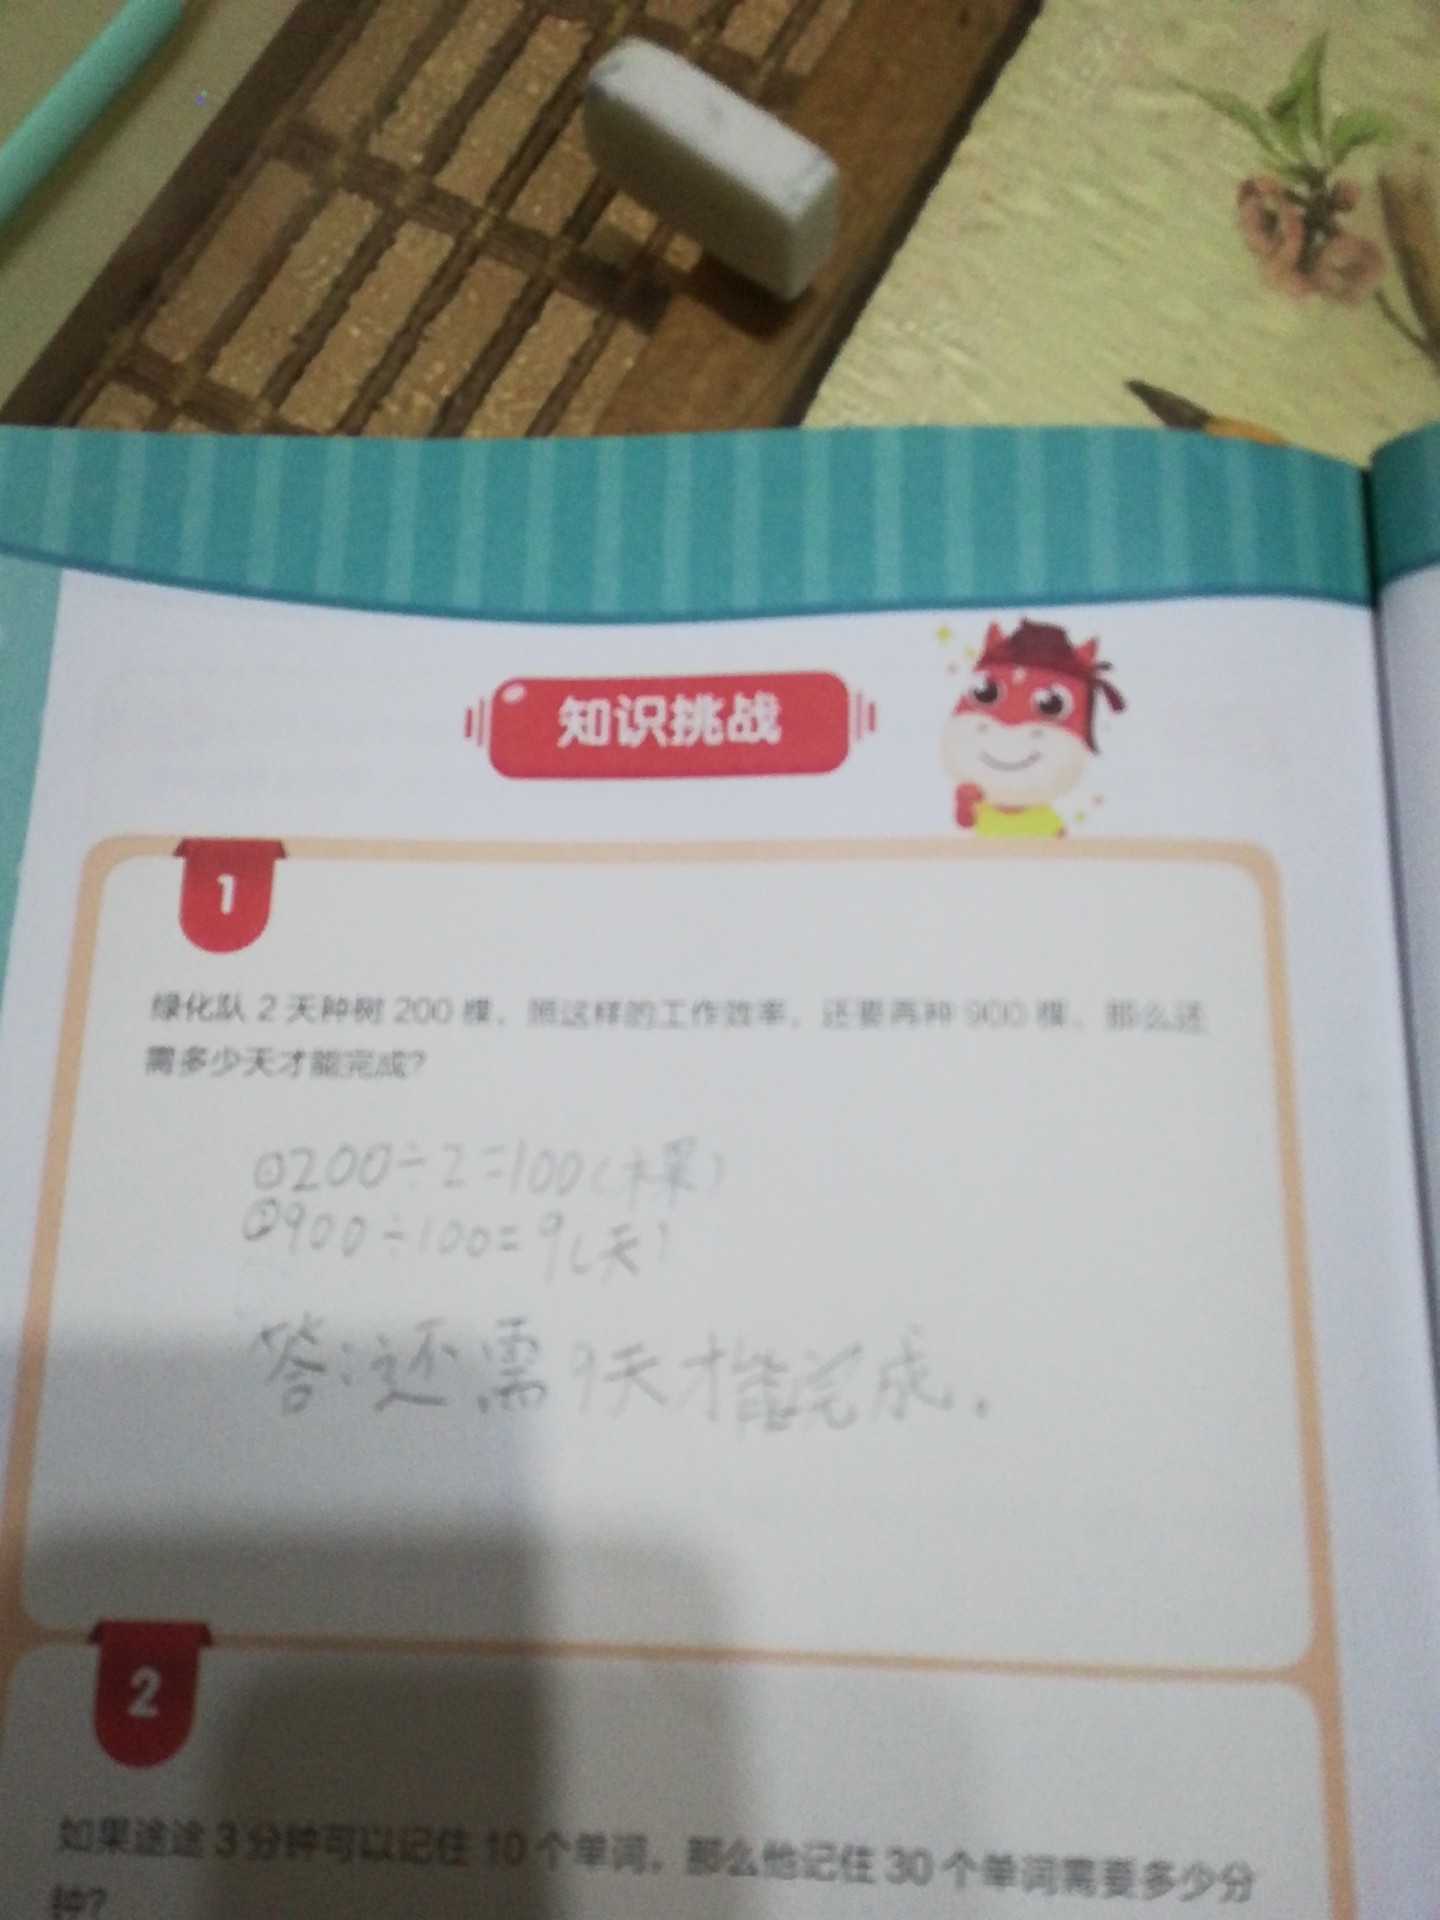 知识挑战
1
绿化队 2 天种树 200 棵，照这样的工作效率，还要再种 900 棵，那么还
需多少天才能完成？
①200÷2=100(棵)
②900÷100=9(天)
答:还需9天才能完成.
2
如果途途 3 分钟可以记住 10 个单词，那么他记住 30 个单词需要多少分
钟？